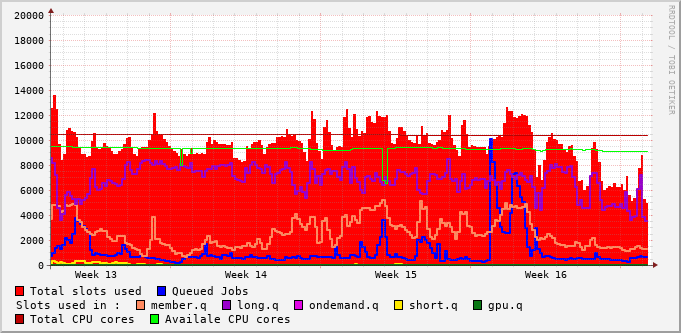 RRDTOOL / TOBI OETIKER
20000
18000
16000
14000
12000
10000
8000
6000
4000
2000
0
Week 13 Week 14 Week 15 Week 16
Total slots used Queued Jobs
Slots used in : member.q long.q ondemand.q short.q gpu.q
Total CPU cores Availale CPU cores